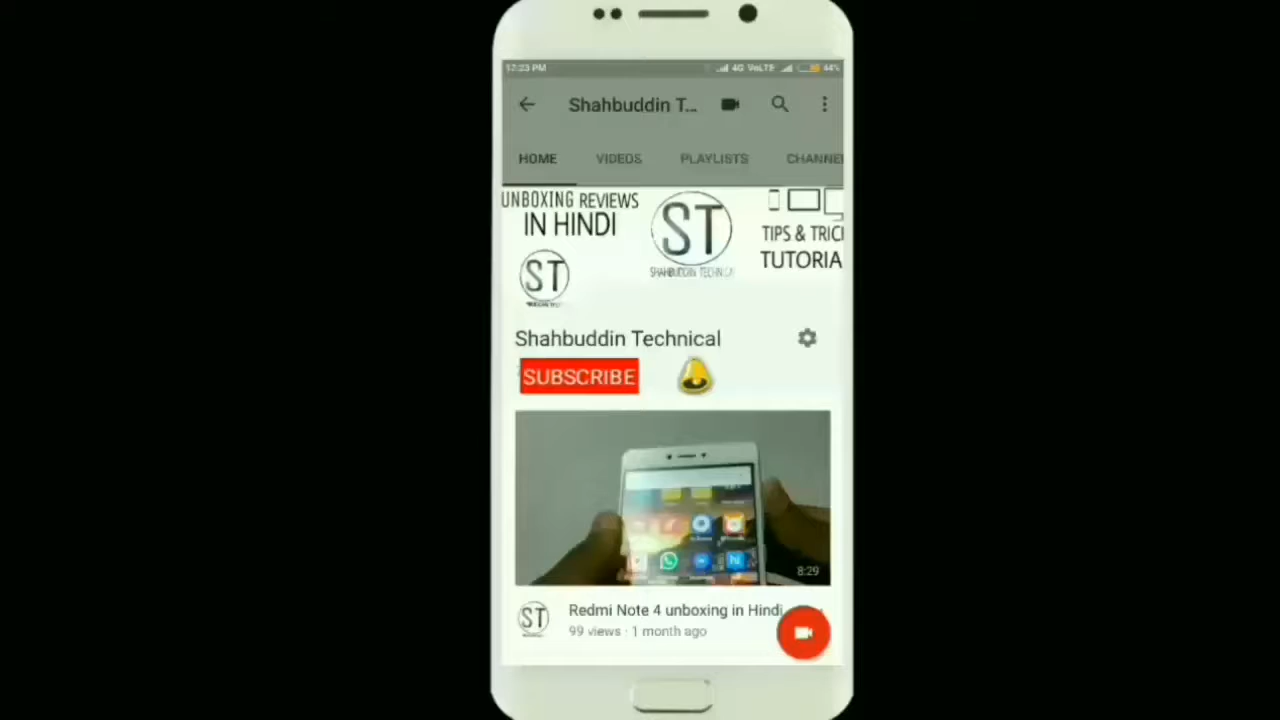 12:23 PM
4G VoLTE 44%
Shahbuddin T...
HOME VIDEOS PLAYLISTS CHANNE
UNBOXING REVIEWS
IN HINDI
ST
SHAHBUDDIN TECHNICAL
TIPS & TRIC
TUTORIA
ST
Shahbuddin Technical
SUBSCRIBE
8:29
ST
Redmi Note 4 unboxing in Hindi
99 views · 1 month ago